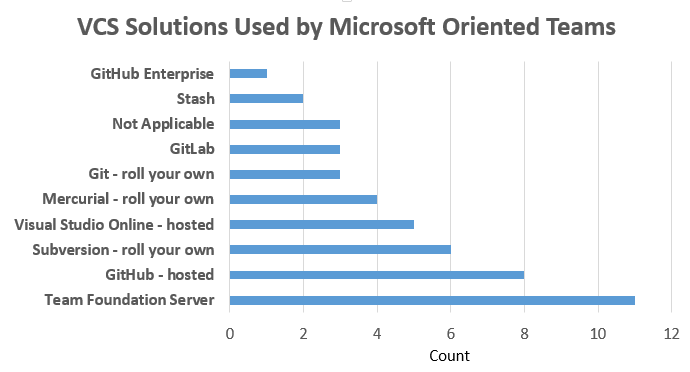 VCS Solutions Used by Microsoft Oriented Teams
GitHub Enterprise
Stash
Not Applicable
GitLab
Git - roll your own
Mercurial - roll your own
Visual Studio Online - hosted
Subversion - roll your own
GitHub - hosted
Team Foundation Server
0 2 4 6 8 10 12
Count